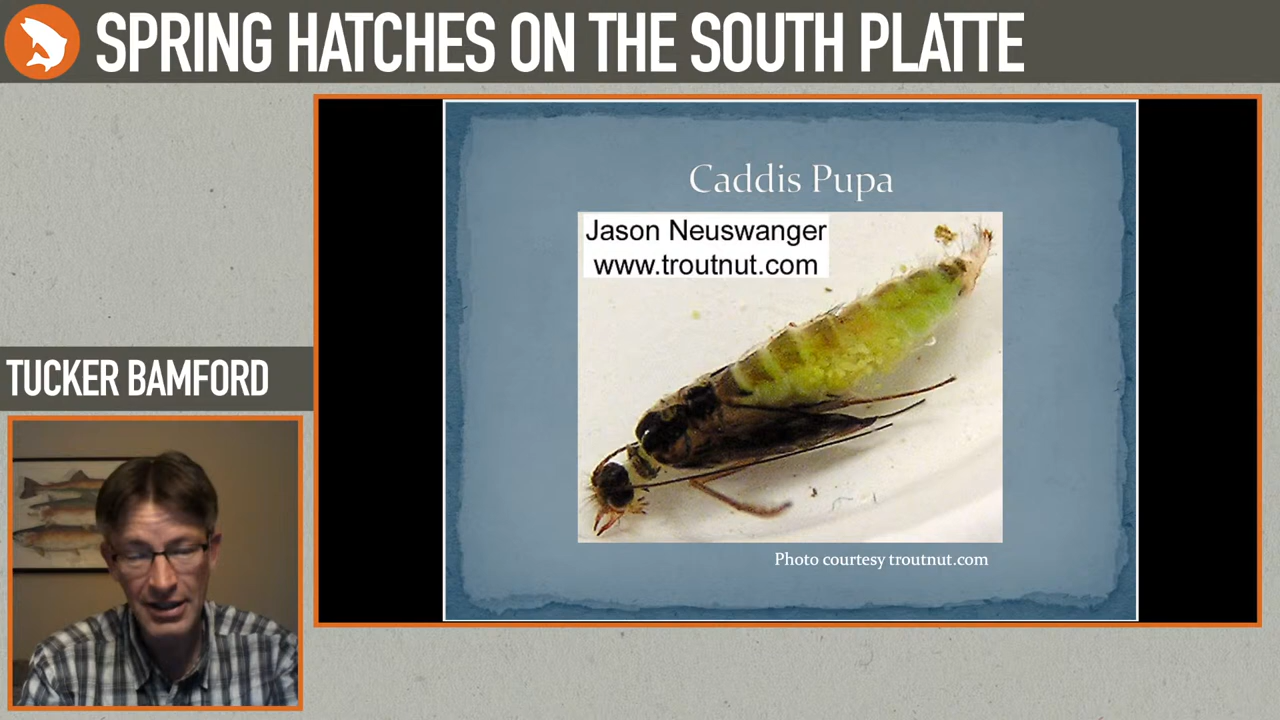 SPRING HATCHES ON THE SOUTH PLATTE
Caddis Pupa
Jason Neuswanger
www.troutnut.com
Photo courtesy troutnut.com
TUCKER BAMFORD